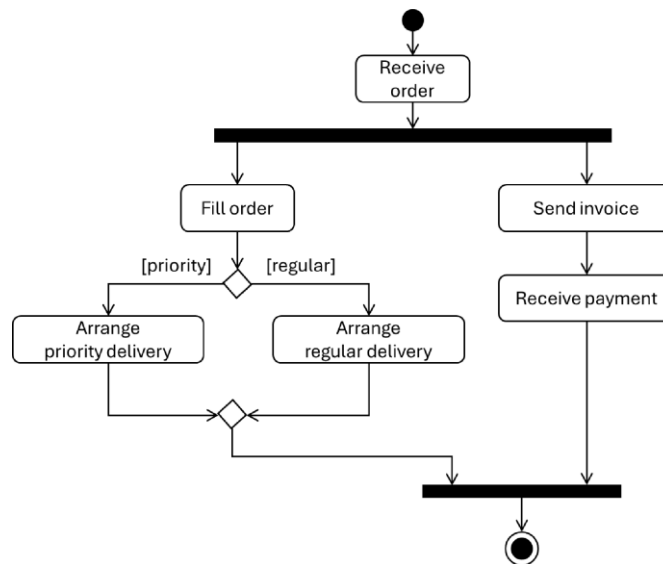 Receive
order
Fill order
Send invoice
[priority]
[regular]
Receive payment
Arrange
priority delivery
Arrange
regular delivery